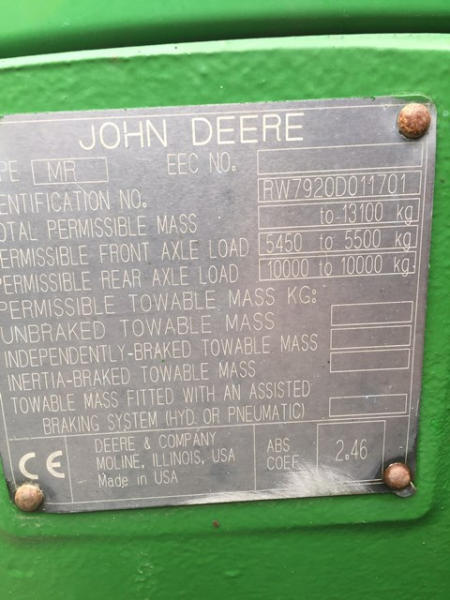 JOHN DEERE
PE MR EEC NO.
ENTIFICATION NO. RW7920D011701
OTAL PERMISSIBLE MASS to 13100 kg
PERMISSIBLE FRONT AXLE LOAD 5450 to 5500 kg
PERMISSIBLE REAR AXLE LOAD 10000 to 10000 kg
PERMISSIBLE TOWABLE MASS KG:
UNBRAKED TOWABLE MASS
INDEPENDENTLY-BRAKED TOWABLE MASS
INERTIA-BRAKED TOWABLE MASS
TOWABLE MASS FITTED WITH AN ASSISTED
BRAKING SYSTEM (HYD. OR PNEUMATIC)
CE
DEERE & COMPANY
MOLINE, ILLINOIS, USA
Made in USA
ABS
COEF.
2.46